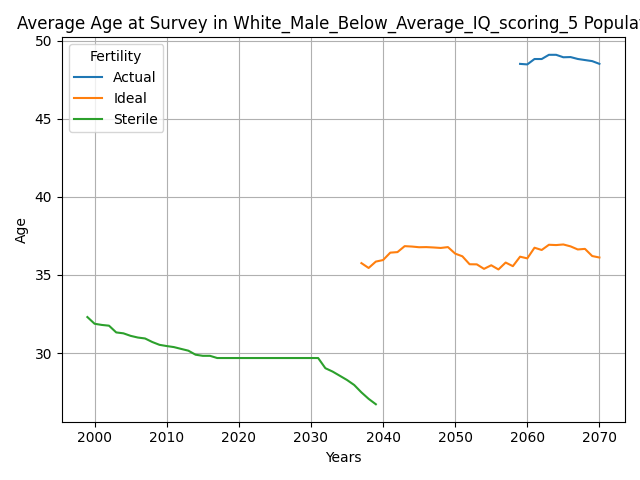 Average Age at Survey in White_Male_Below_Average_IQ_scoring_5 Popula
Fertility
Actual
Ideal
Sterile
50
45
40
35
30
Age
2000 2010 2020 2030 2040 2050 2060 2070
Years